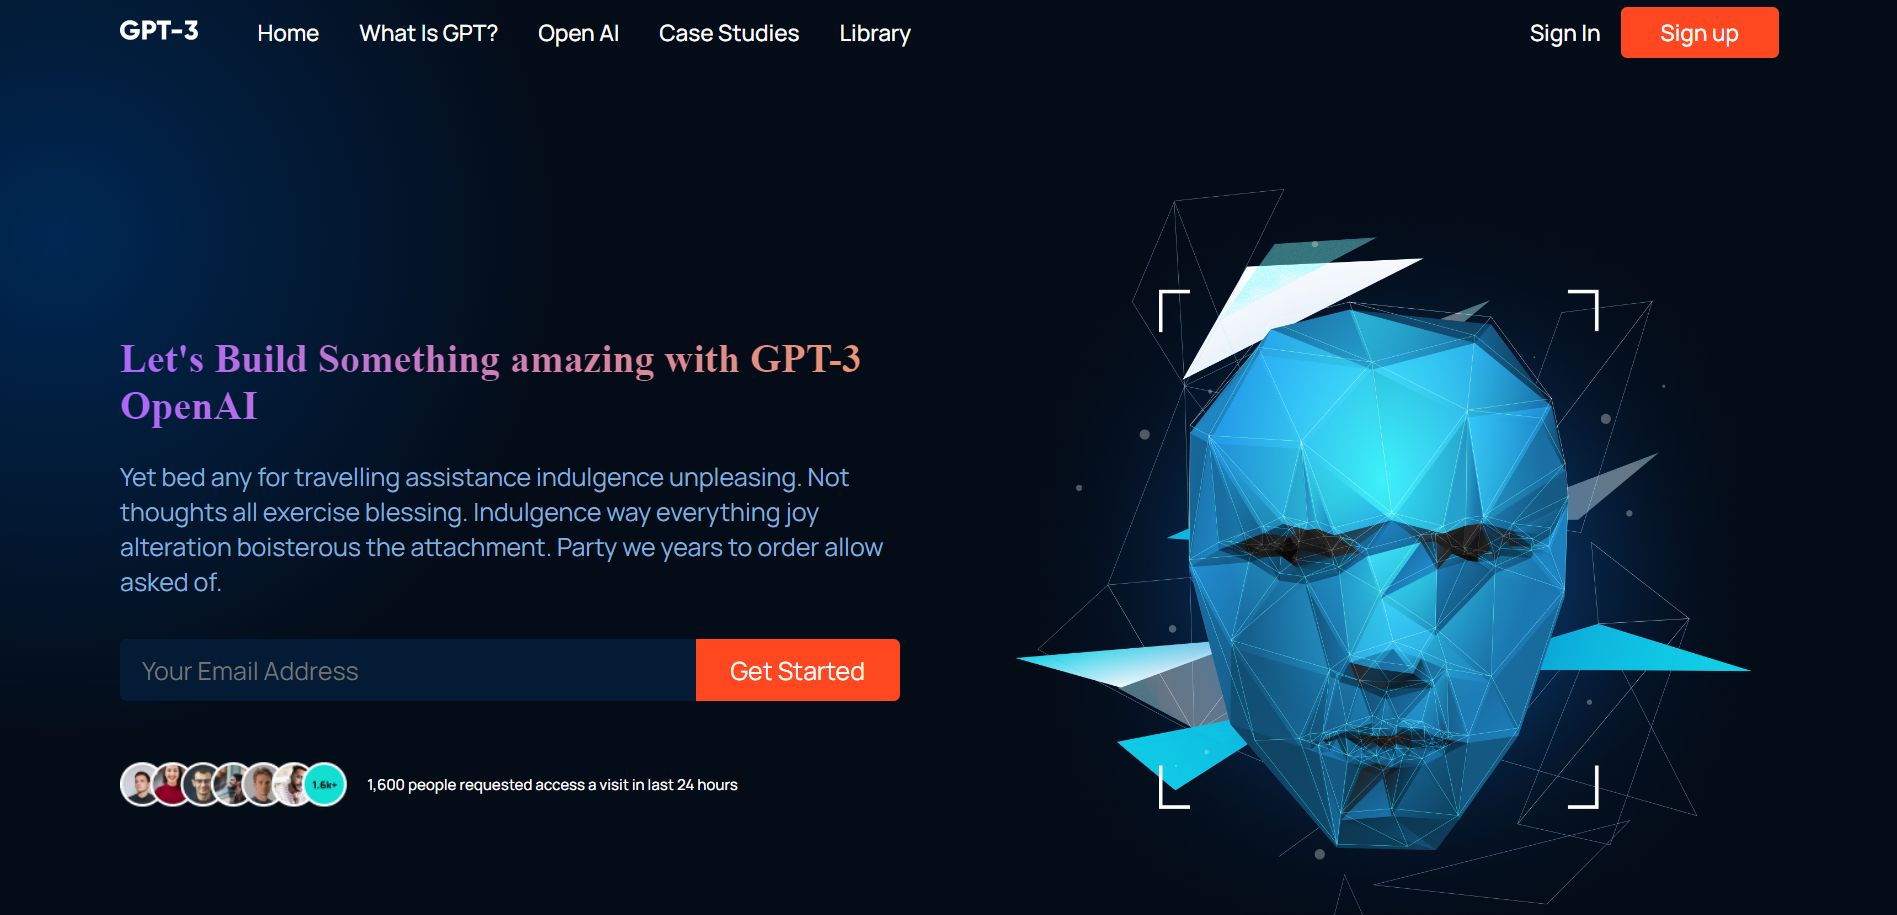 GPT-3
Home
What Is GPT?
Open AI
Case Studies
Library
Sign In
Sign up
Let's Build Something amazing with GPT-3
OpenAI
Yet bed any for travelling assistance indulgence unpleasing. Not
thoughts all exercise blessing. Indulgence way everything joy
alteration boisterous the attachment. Party we years to order allow
asked of.
Your Email Address
Get Started
1.6k+
1,600 people requested access a visit in last 24 hours